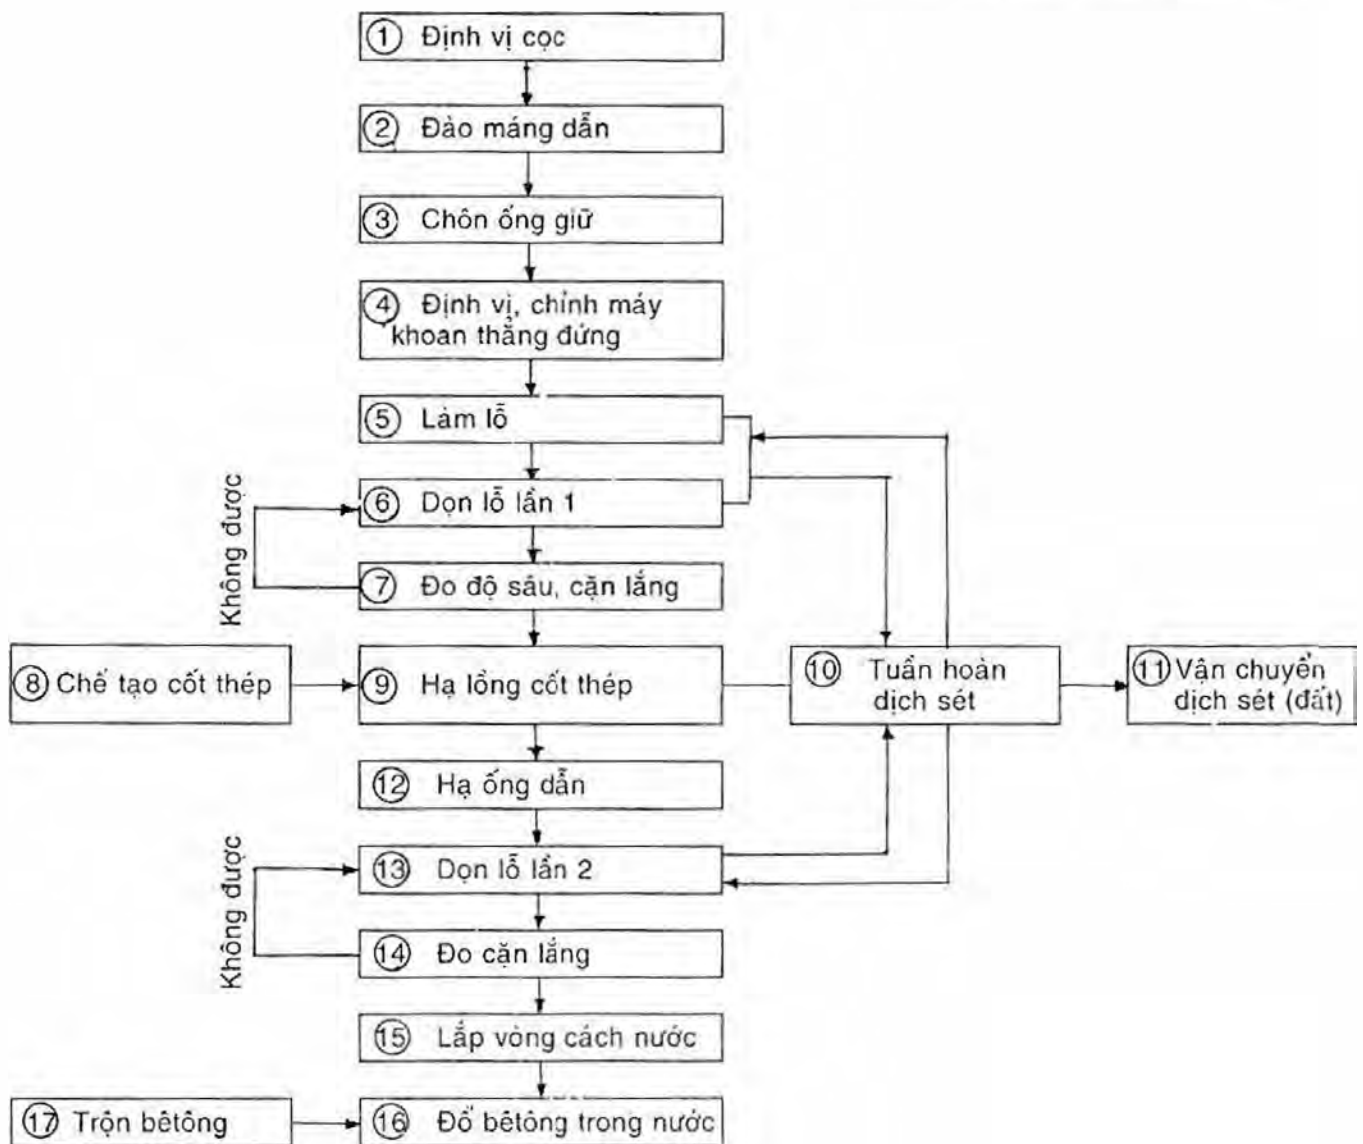 ① Định vị cọc
② Đào máng dẫn
③ Chôn ống giữ
④ Định vị, chỉnh máy
khoan thẳng đứng
⑤ Làm lỗ
⑥ Dọn lỗ lần 1
Không được
⑦ Đo độ sâu, cặn lắng
⑧ Chế tạo cốt thép
⑨ Hạ lồng cốt thép
⑩ Tuần hoàn
dịch sét
⑪ Vận chuyển
dịch sét (đất)
⑫ Hạ ống dẫn
⑬ Dọn lỗ lần 2
Không được
⑭ Đo cặn lắng
⑮ Lắp vòng cách nước
⑰ Trộn bêtông
⑯ Đổ bêtông trong nước